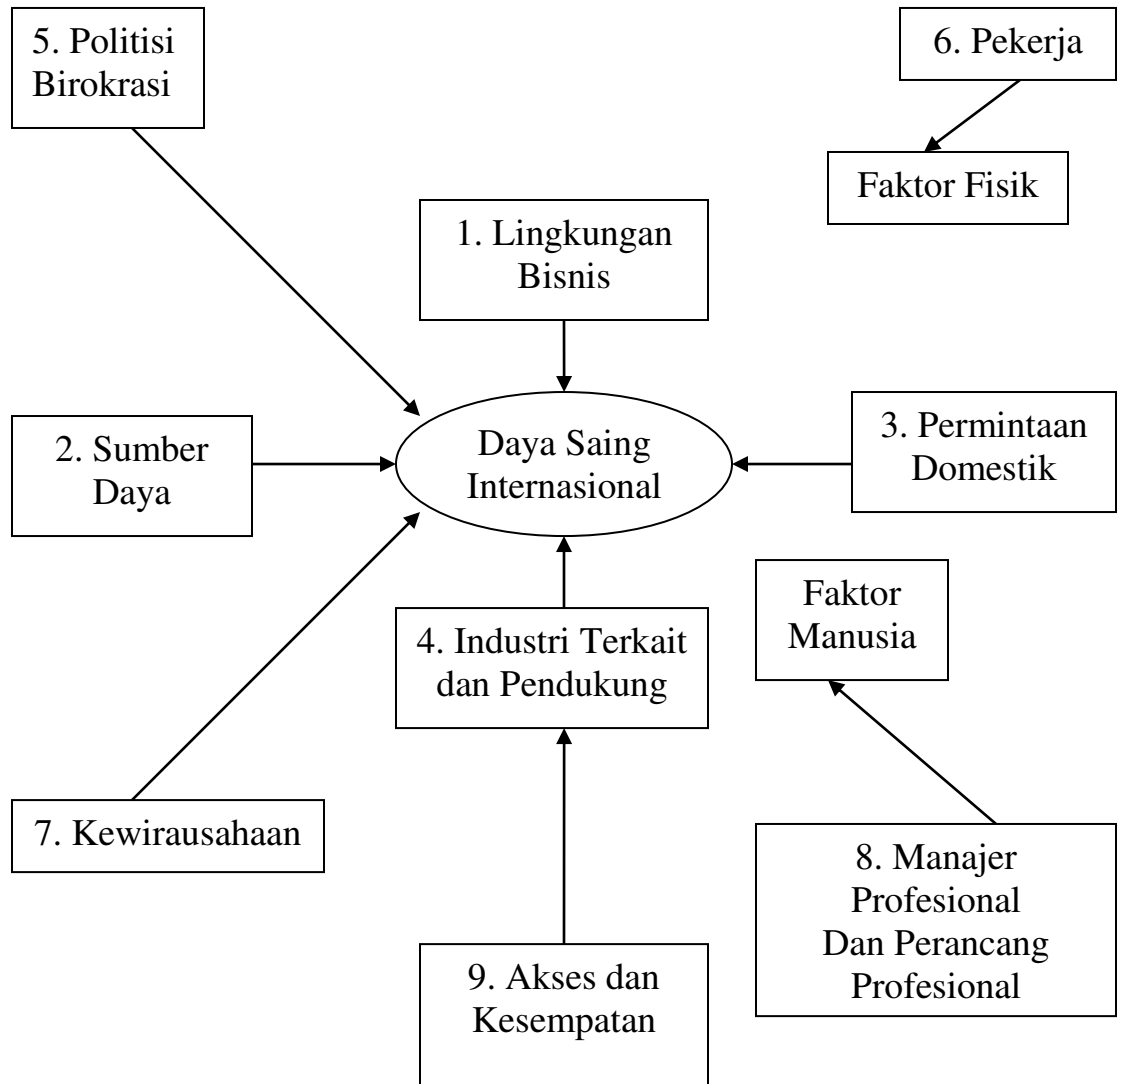 5. Politisi
Birokrasi
6. Pekerja
Faktor Fisik
1. Lingkungan
Bisnis
2. Sumber
Daya
Daya Saing
Internasional
3. Permintaan
Domestik
Faktor
Manusia
4. Industri Terkait
dan Pendukung
7. Kewirausahaan
8. Manajer
Profesional
Dan Perancang
Profesional
9. Akses dan
Kesempatan